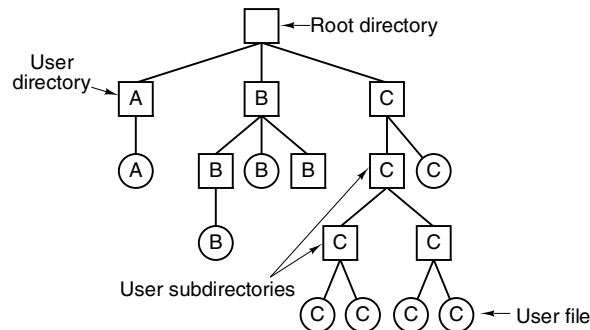 Root directory
User
directory
A B C
A B B B C C
B C C
User subdirectories
C C C C
User file